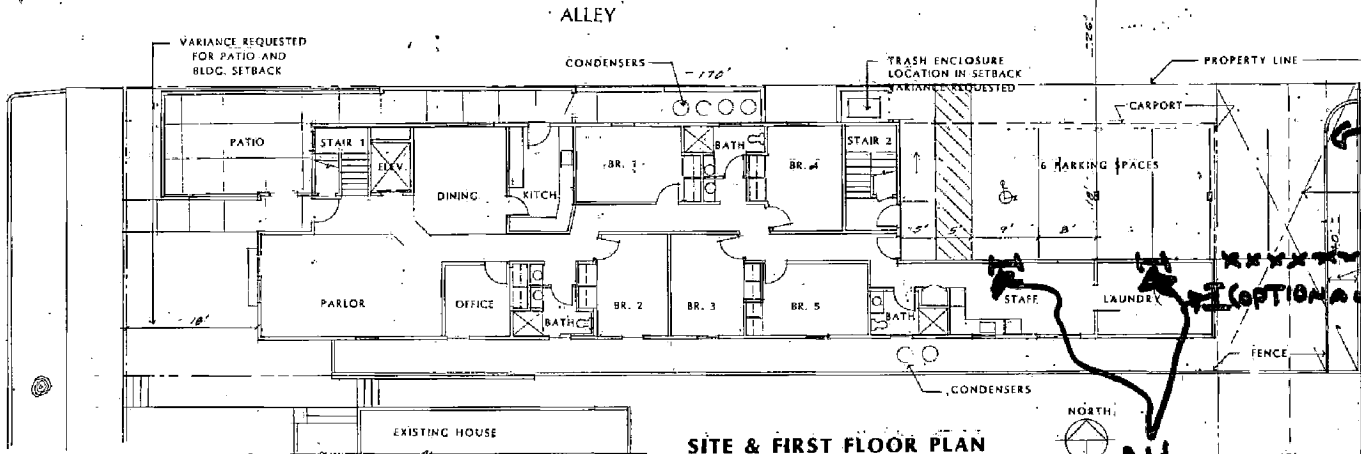 ALLEY
VARIANCE REQUESTED
FOR PATIO AND
BLDG. SETBACK
CONDENSERS
170'
26'
TRASH ENCLOSURE
LOCATION IN SETBACK
VARIANCE REQUESTED
PROPERTY LINE
CARPORT
PATIO
STAIR 1
ELEV
DINING
KITCH
BR. 1
BATH
BR. 4
STAIR 2
6 PARKING SPACES
18'
5'
5'
9'
8'
PARLOR
OFFICE
BATH
BR. 2
BR. 3
BR. 5
BATH
STAFF
LAUNDRY
18'
FENCE
CONDENSERS
EXISTING HOUSE
SITE & FIRST FLOOR PLAN
NORTH